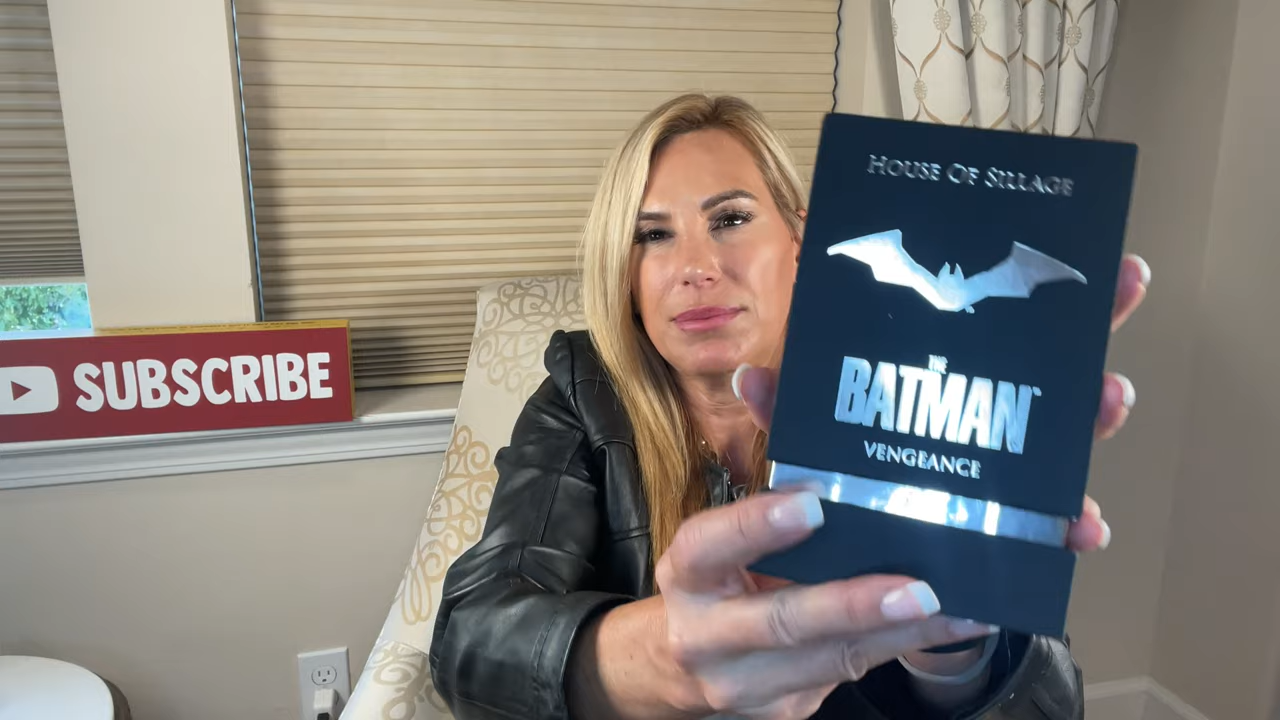 SUBSCRIBE
HOUSE OF SILLAGE
THE
BATMAN
VENGEANCE